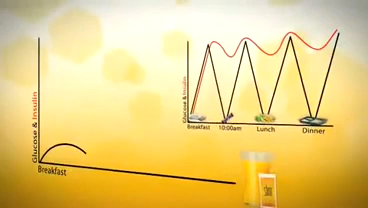 Glucose & Insulin
Breakfast
10:00am
Lunch
Dinner
Glucose & Insulin
Breakfast